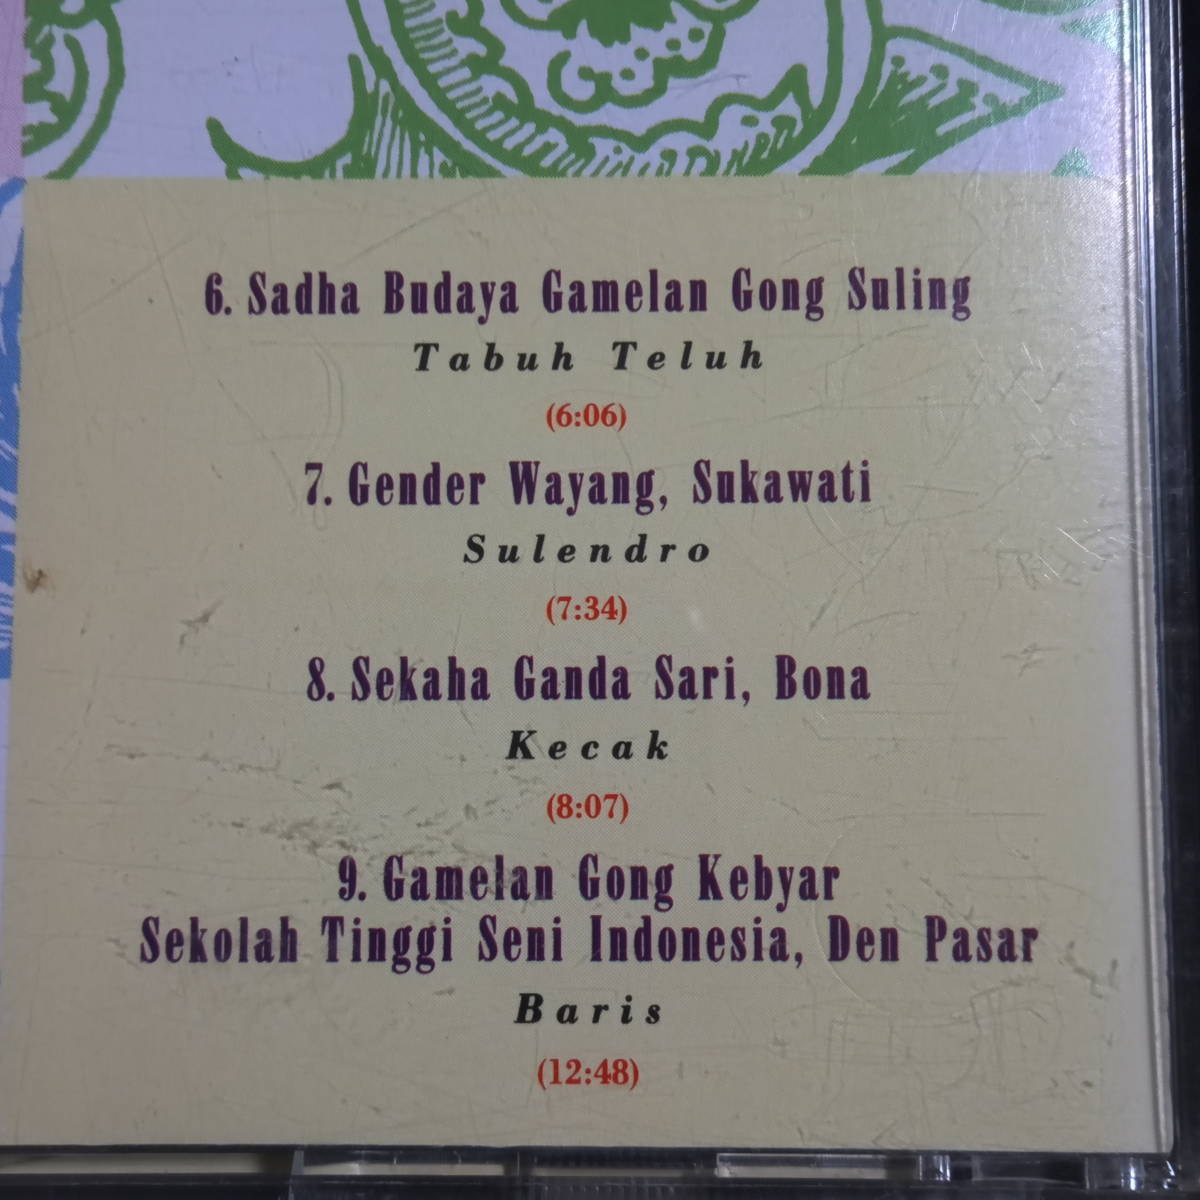 6. Sadha Budaya Gamelan Gong Suling
Tabuh Teluh
(6:06)
7. Gender Wayang, Sukawati
Sulendro
(7:34)
8. Sekaha Ganda Sari, Bona
Kecak
(8:07)
9. Gamelan Gong Kebyar
Sekolah Tinggi Seni Indonesia, Den Pasar
Baris
(12:48)